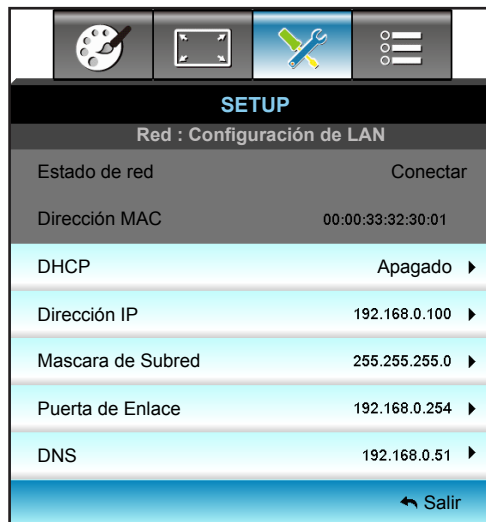 SETUP
Red : Configuración de LAN
Estado de red Conectar
Dirección MAC 00:00:33:32:30:01
DHCP Apagado
Dirección IP 192.168.0.100
Mascara de Subred 255.255.255.0
Puerta de Enlace 192.168.0.254
DNS 192.168.0.51
Salir